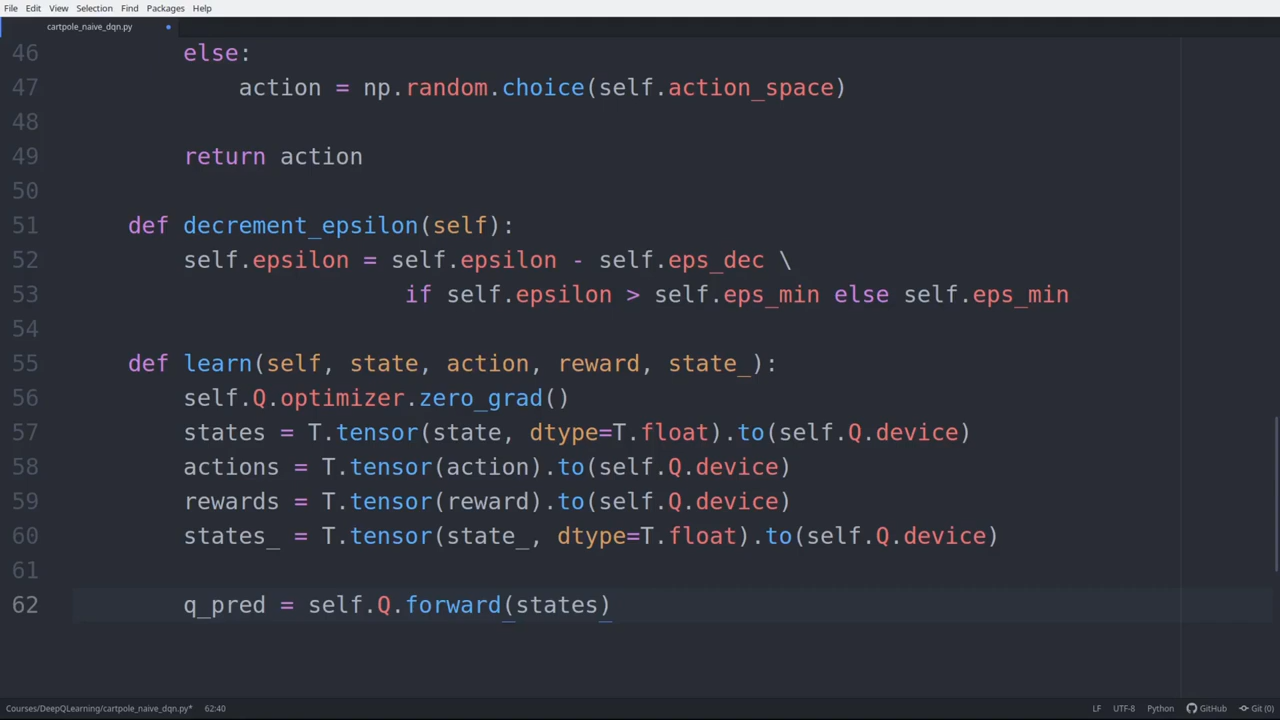 File Edit View Selection Find Packages Help
cartpole_naive_dqn.py
46 else:
47 action = np.random.choice(self.action_space)
48
49 return action
50
51 def decrement_epsilon(self):
52 self.epsilon = self.epsilon - self.eps_dec \
53 if self.epsilon > self.eps_min else self.eps_min
54
55 def learn(self, state, action, reward, state_):
56 self.Q.optimizer.zero_grad()
57 states = T.tensor(state, dtype=T.float).to(self.Q.device)
58 actions = T.tensor(action).to(self.Q.device)
59 rewards = T.tensor(reward).to(self.Q.device)
60 states_ = T.tensor(state_, dtype=T.float).to(self.Q.device)
61
62 q_pred = self.Q.forward(states)
Courses/DeepQLearning/cartpole_naive_dqn.py* 62:40 LF UTF-8 Python GitHub Git (0)